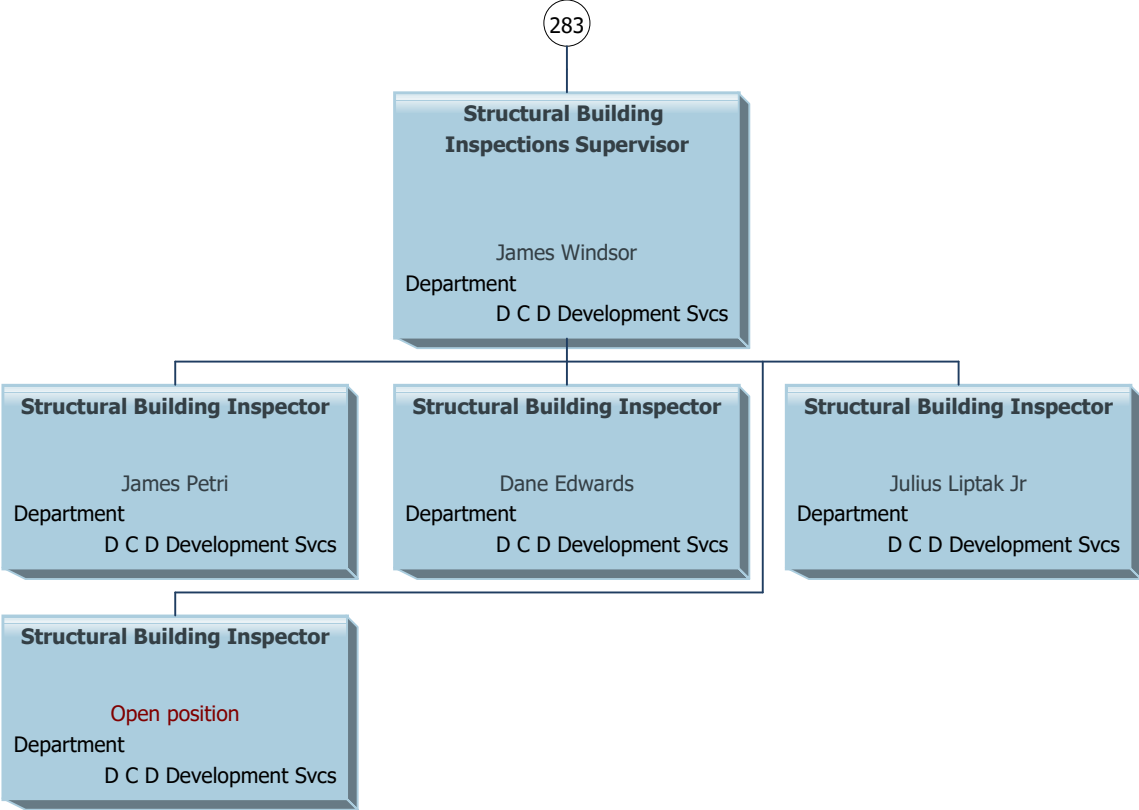 283
Structural Building
Inspections Supervisor
James Windsor
Department
D C D Development Svcs
Structural Building Inspector
James Petri
Department
D C D Development Svcs
Structural Building Inspector
Dane Edwards
Department
D C D Development Svcs
Structural Building Inspector
Julius Liptak Jr
Department
D C D Development Svcs
Structural Building Inspector
Open position
Department
D C D Development Svcs